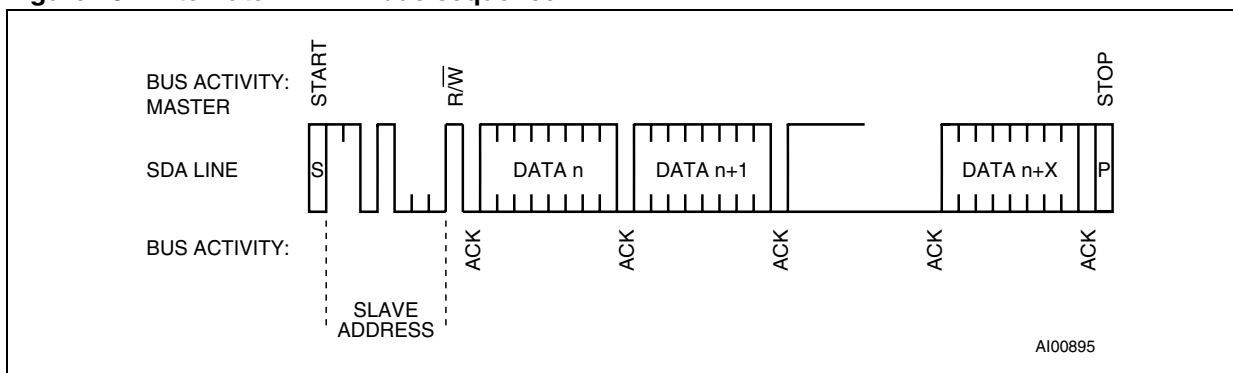 BUS ACTIVITY:
MASTER
START
R/W
STOP
SDA LINE
S
DATA n
DATA n+1
DATA n+X
P
BUS ACTIVITY:
ACK
ACK
ACK
ACK
ACK
SLAVE
ADDRESS
AI00895